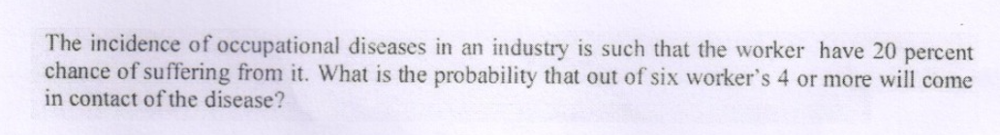 The incidence of occupational diseases in an industry is such that the worker have 20 percent
chance of suffering from it. What is the probability that out of six worker's 4 or more will come
in contact of the disease?